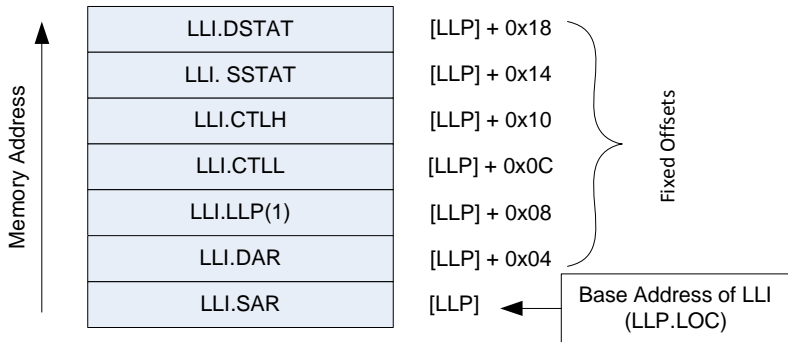 Memory Address
LLI.DSTAT [LLP] + 0x18
LLI. SSTAT [LLP] + 0x14
LLI.CTLH [LLP] + 0x10
LLI.CTLL [LLP] + 0x0C
LLI.LLP(1) [LLP] + 0x08
LLI.DAR [LLP] + 0x04
LLI.SAR [LLP]
Fixed Offsets
Base Address of LLI
(LLP.LOC)